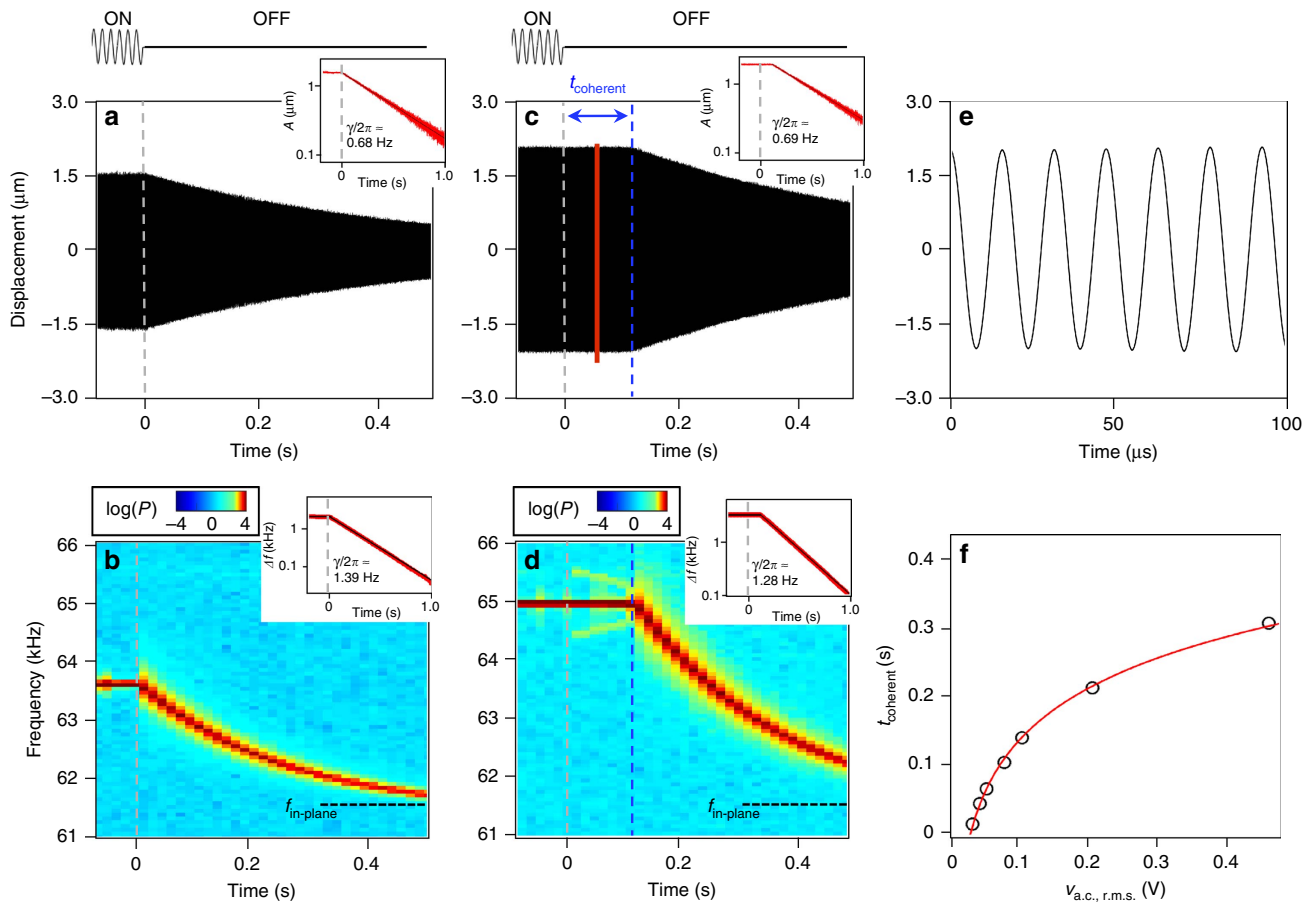 ON OFF
a
Displacement (μm)
3.0
1.5
0
–1.5
–3.0
0 0.2 0.4
Time (s)
A (μm)
1
0.1
γ/2π =
0.68 Hz
0 1.0
Time (s)
ON OFF
t coherent
c
3.0
1.5
0
–1.5
–3.0
0 0.2 0.4
Time (s)
A (μm)
1
0.1
γ/2π =
0.69 Hz
0 1.0
Time (s)
e
3.0
1.5
0
–1.5
–3.0
0 50 100
Time (μs)
log(P)
–4 0 4
b
Frequency (kHz)
66
65
64
63
62
61
f in-plane
0 0.2 0.4
Time (s)
Δf (kHz)
1
0.1
γ/2π =
1.39 Hz
0 1.0
Time (s)
log(P)
–4 0 4
d
66
65
64
63
62
61
f in-plane
0 0.2 0.4
Time (s)
Δf (kHz)
1
0.1
γ/2π =
1.28 Hz
0 1.0
Time (s)
f
t coherent (s)
0.3
0.2
0.1
0
0 0.1 0.2 0.3 0.4
v a.c., r.m.s. (V)